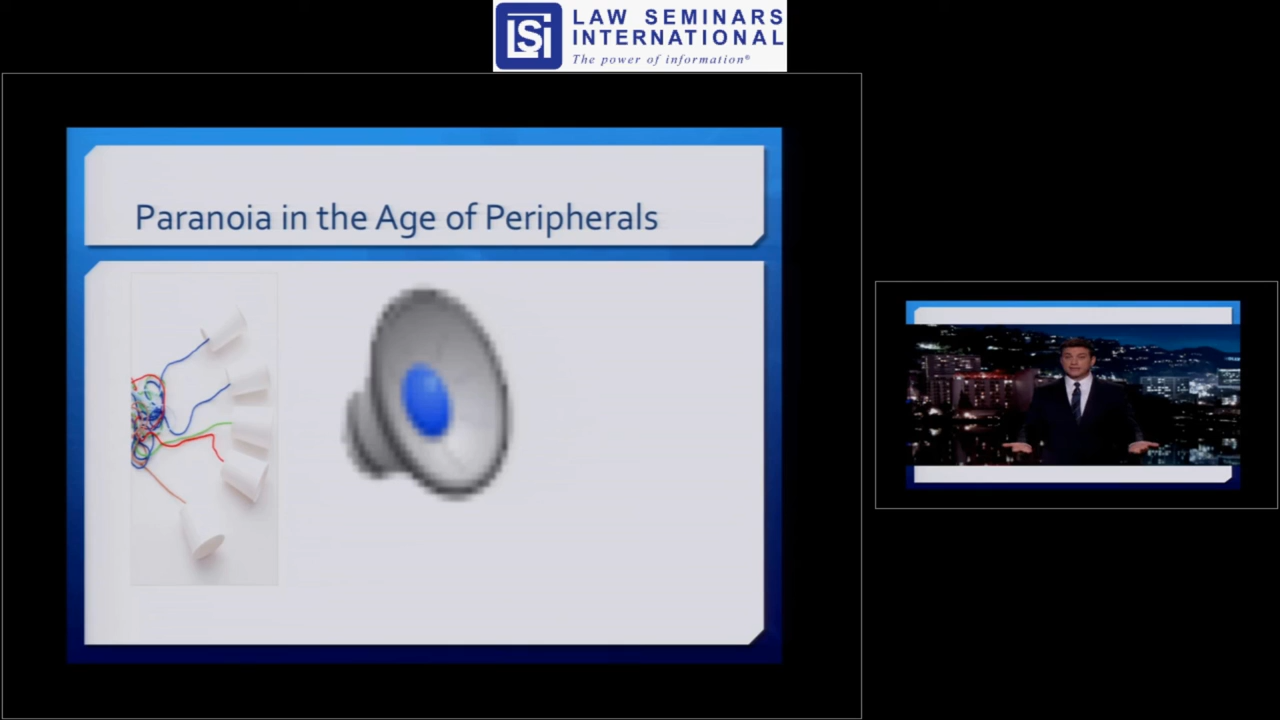 LSi
LAW SEMINARS
INTERNATIONAL
The power of information®
Paranoia in the Age of Peripherals